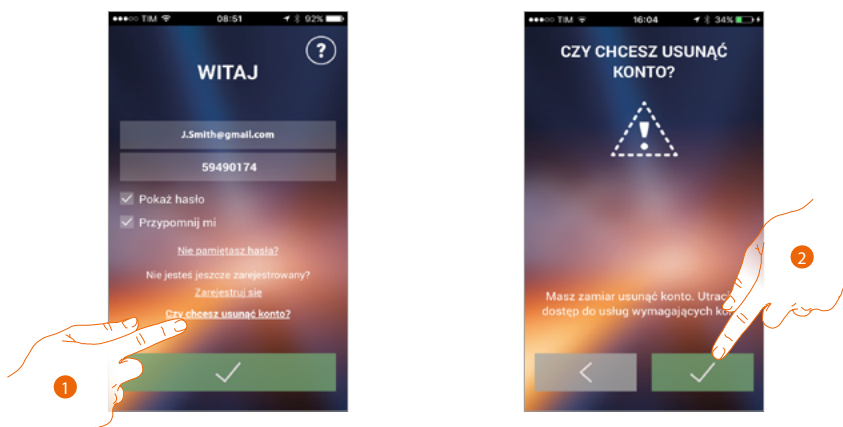 ●●●○○ TIM 08:51 92%
?
WITAJ
J.Smith@gmail.com
59490174
Pokaż hasło
Przypomnij mi
Nie pamiętasz hasła?
Nie jesteś jeszcze zarejestrowany?
Zarejestruj się
Czy chcesz usunąć konto?
1
●●●○○ TIM 16:04 34%
CZY CHCESZ USUNĄĆ
KONTO?
!
Masz zamiar usunąć konto.
dostęp do usług wymagających
2